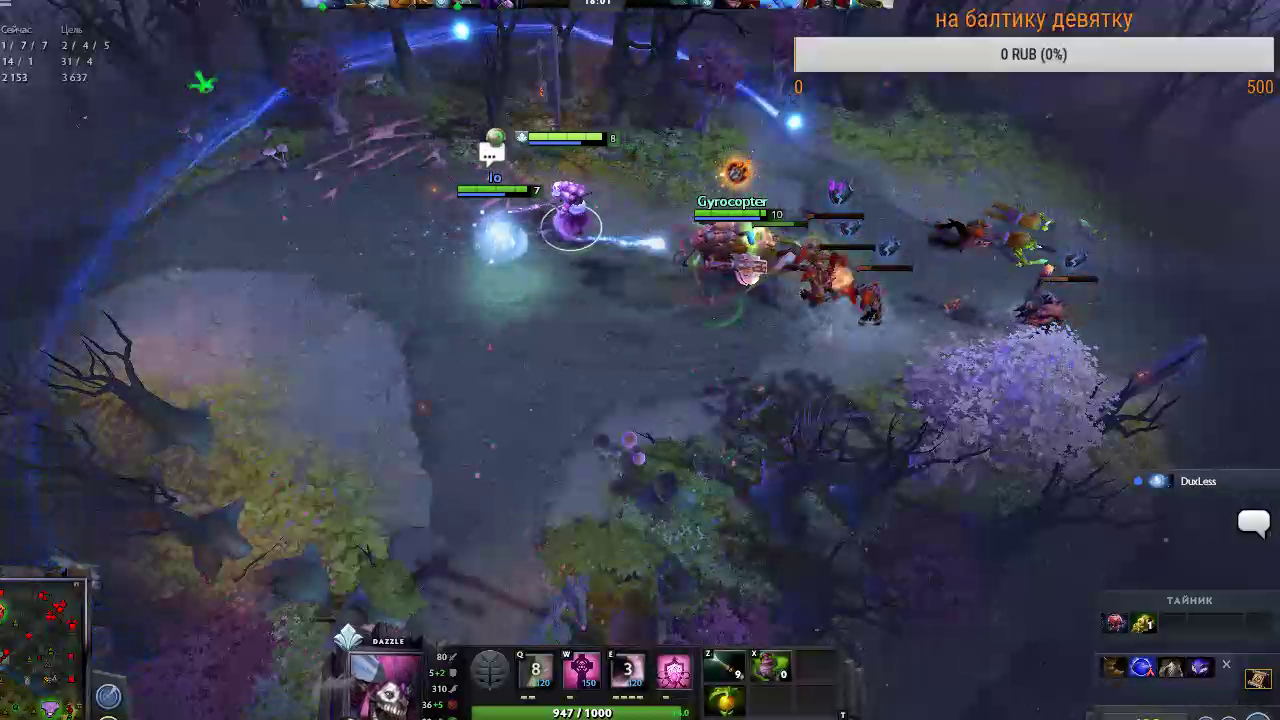 18:01
на балтику девятку
Сейчас Цель
1 / 7 / 7 2 / 4 / 5
0 RUB (0%)
14 / 1 31 / 4
2 153 3 637
0 500
8
Io 7
Gyrocopter
10
DuxLess
ТАЙНИК
1
DAZZLE
80
5+2
310
36+5
Q 8 120
W 150
E 3 120
Z 9
X 0
947 / 1000
T